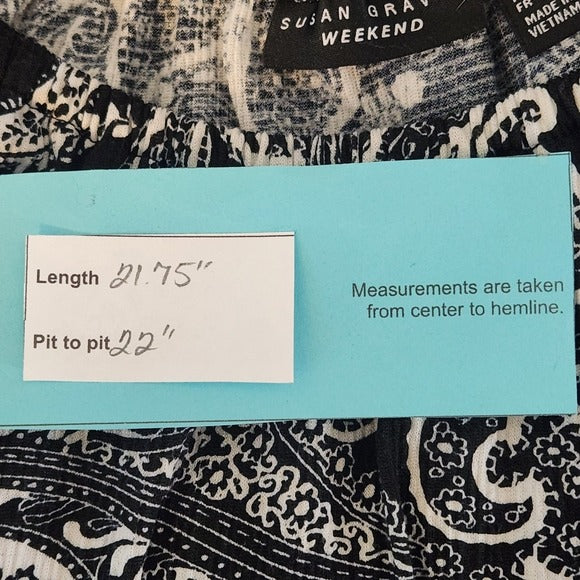 SUSAN GRAV
WEEKEND
MADE
VIETNAM
Length 21.75"
Pit to pit 22"
Measurements are taken
from center to hemline.